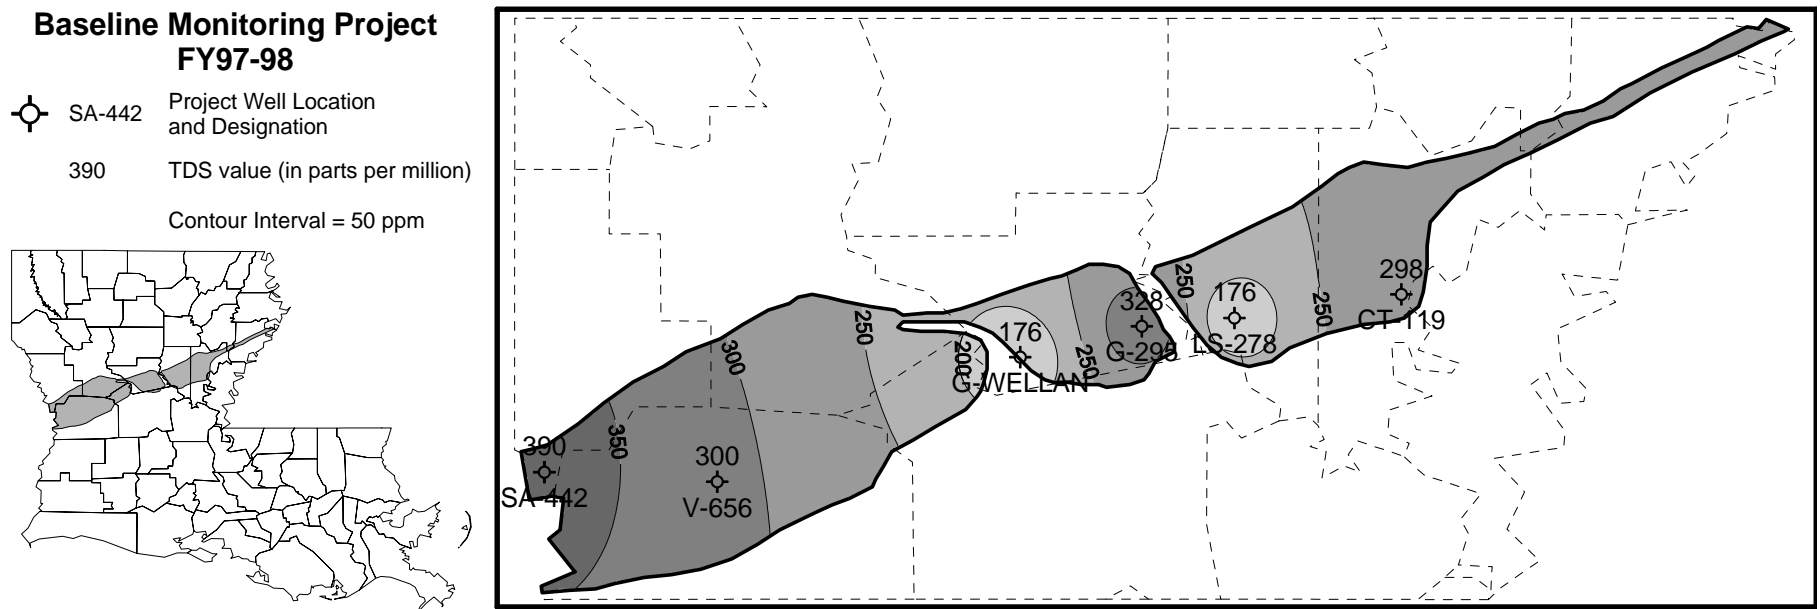 Baseline Monitoring Project
FY97-98
SA-442
Project Well Location
and Designation
390
TDS value (in parts per million)
Contour Interval = 50 ppm
390
SA-442
350
300
V-656
300
250
200
176
G-WELLAN
250
328
G-295
250
176
LS-278
250
298
CT-119